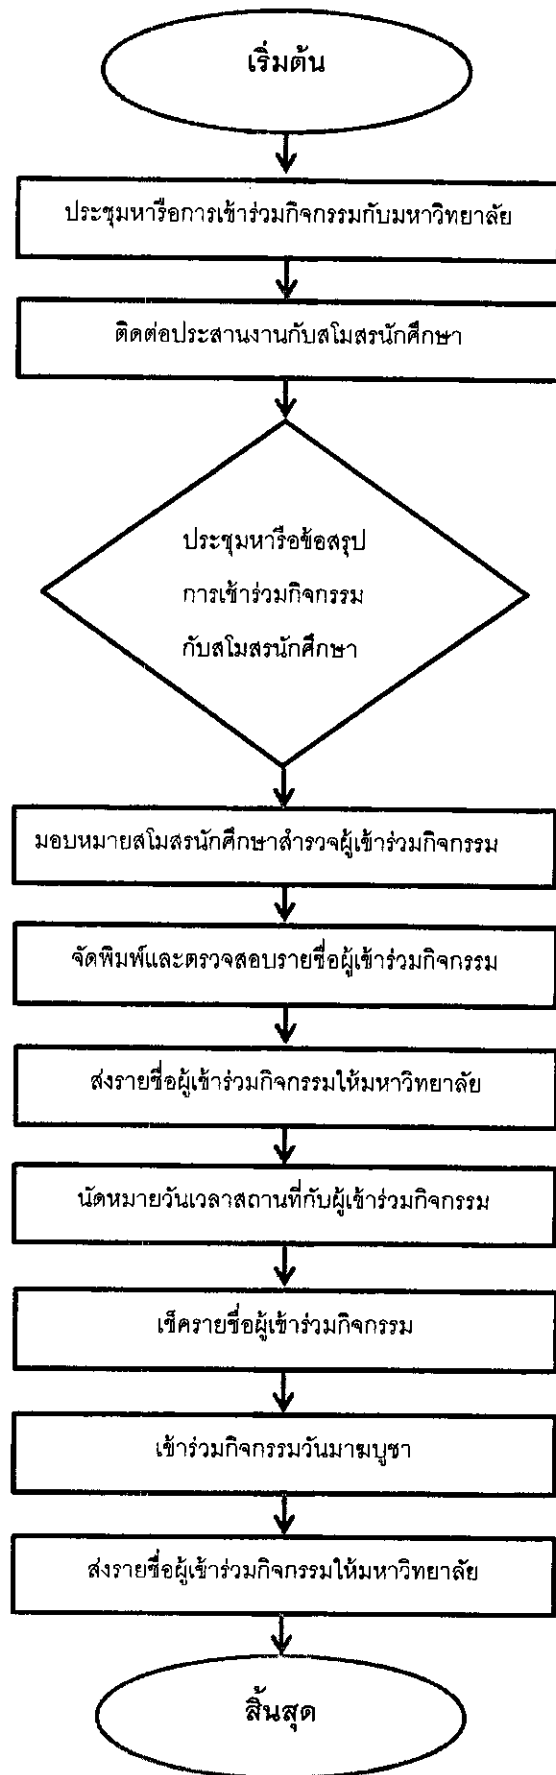 เริ่มต้น
ประชุมหารือการเข้าร่วมกิจกรรมกับมหาวิทยาลัย
ติดต่อประสานงานกับสโมสรนักศึกษา
ประชุมหารือข้อสรุป
การเข้าร่วมกิจกรรม
กับสโมสรนักศึกษา
มอบหมายสโมสรนักศึกษาสำรวจผู้เข้าร่วมกิจกรรม
จัดพิมพ์และตรวจสอบรายชื่อผู้เข้าร่วมกิจกรรม
ส่งรายชื่อผู้เข้าร่วมกิจกรรมให้มหาวิทยาลัย
นัดหมายวันเวลาสถานที่กับผู้เข้าร่วมกิจกรรม
เช็ครายชื่อผู้เข้าร่วมกิจกรรม
เข้าร่วมกิจกรรมวันมาฆบูชา
ส่งรายชื่อผู้เข้าร่วมกิจกรรมให้มหาวิทยาลัย
สิ้นสุด